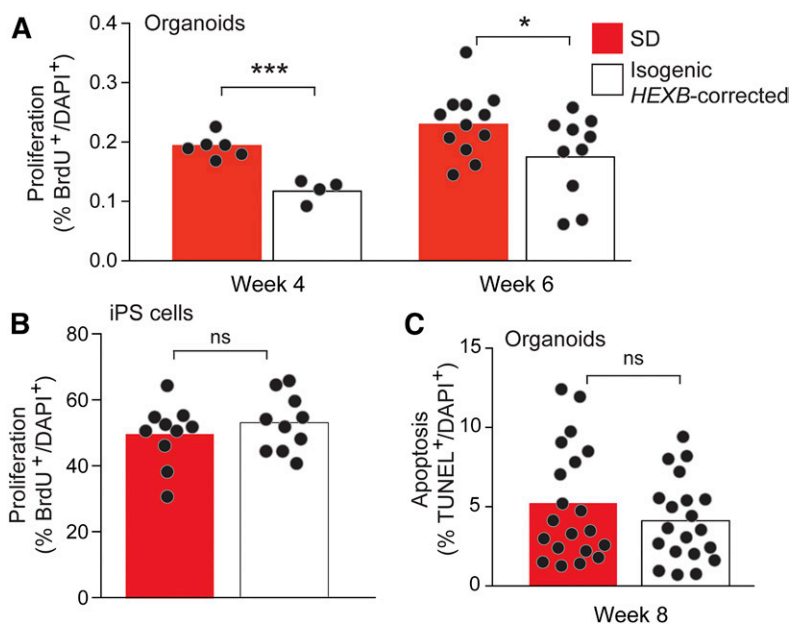 A
Organoids
Proliferation
(% BrdU⁺/DAPI⁺)
0.4
0.3
0.2
0.1
0.0
***
*
Week 4
Week 6
SD
Isogenic
HEXB-corrected
B
iPS cells
Proliferation
(% BrdU⁺/DAPI⁺)
80
60
40
20
0
ns
C
Organoids
Apoptosis
(% TUNEL⁺/DAPI⁺)
15
10
5
0
ns
Week 8